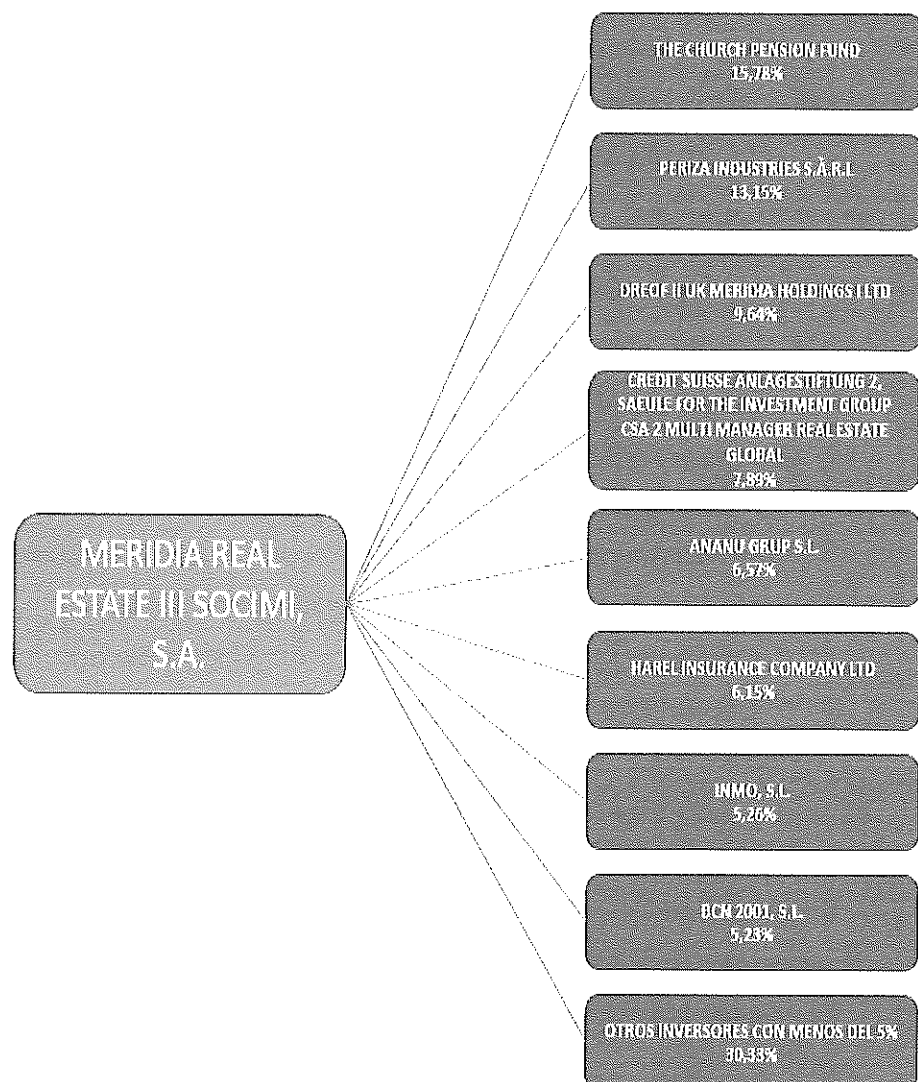 THE CHURCH PENSION FUND
15,78%
PERIZA INDUSTRIES S.À.R.L
13,15%
DRECIF II UK MERIDIA HOLDINGS I LTD
9,64%
CREDIT SUISSE ANLAGESTIFTUNG 2,
SAEULE FOR THE INVESTMENT GROUP
CSA 2 MULTI MANAGER REAL ESTATE
GLOBAL
7,89%
MERIDIA REAL
ESTATE III SOCIMI,
S.A.
ANANU GRUP S.L.
6,57%
HAREL INSURANCE COMPANY LTD
6,15%
INMO, S.L.
5,26%
BCN 2001, S.L.
5,23%
OTROS INVERSORES CON MENOS DEL 5%
30,33%